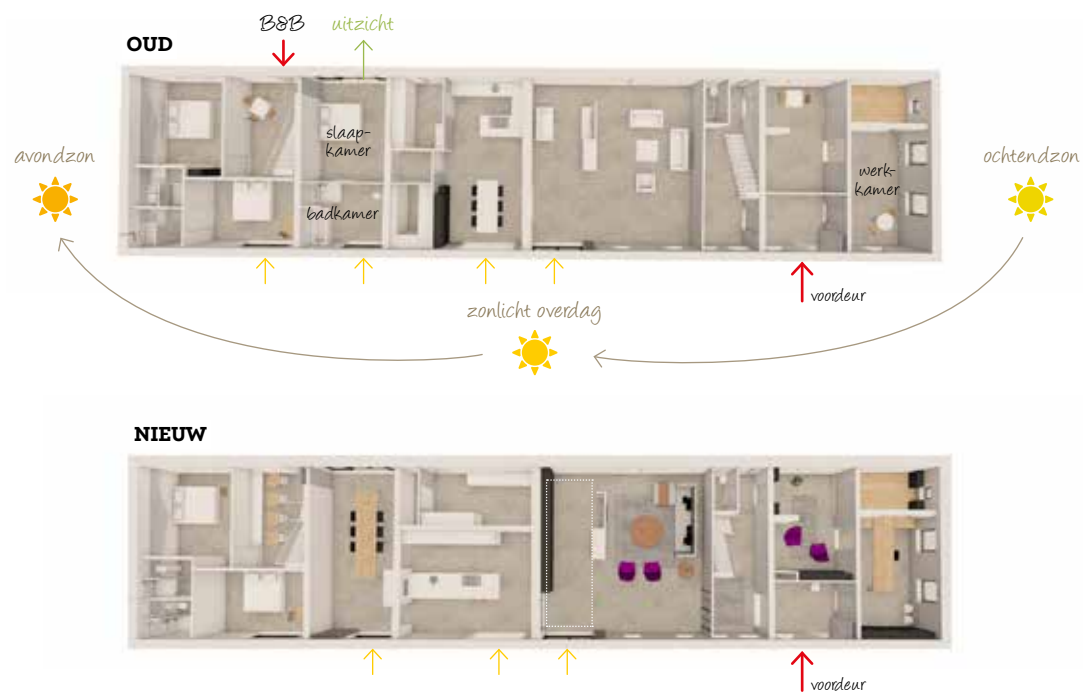 B&B
uitzicht
OUD
slaap-
kamer
avondzon
ochtendzon
werk-
kamer
badkamer
voordeur
zonlicht overdag
NIEUW
voordeur